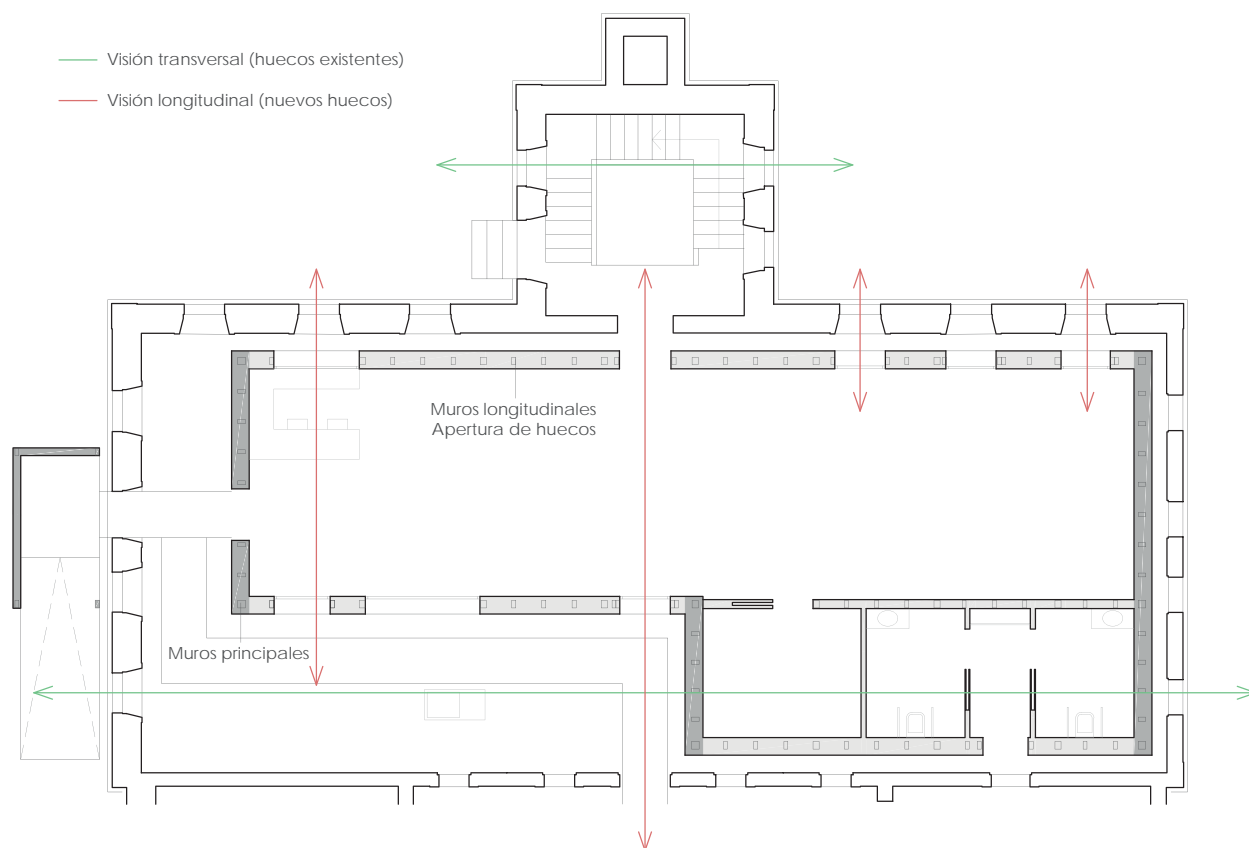 Visión transversal (huecos existentes)
Visión longitudinal (nuevos huecos)
Muros longitudinales
Apertura de huecos
Muros principales